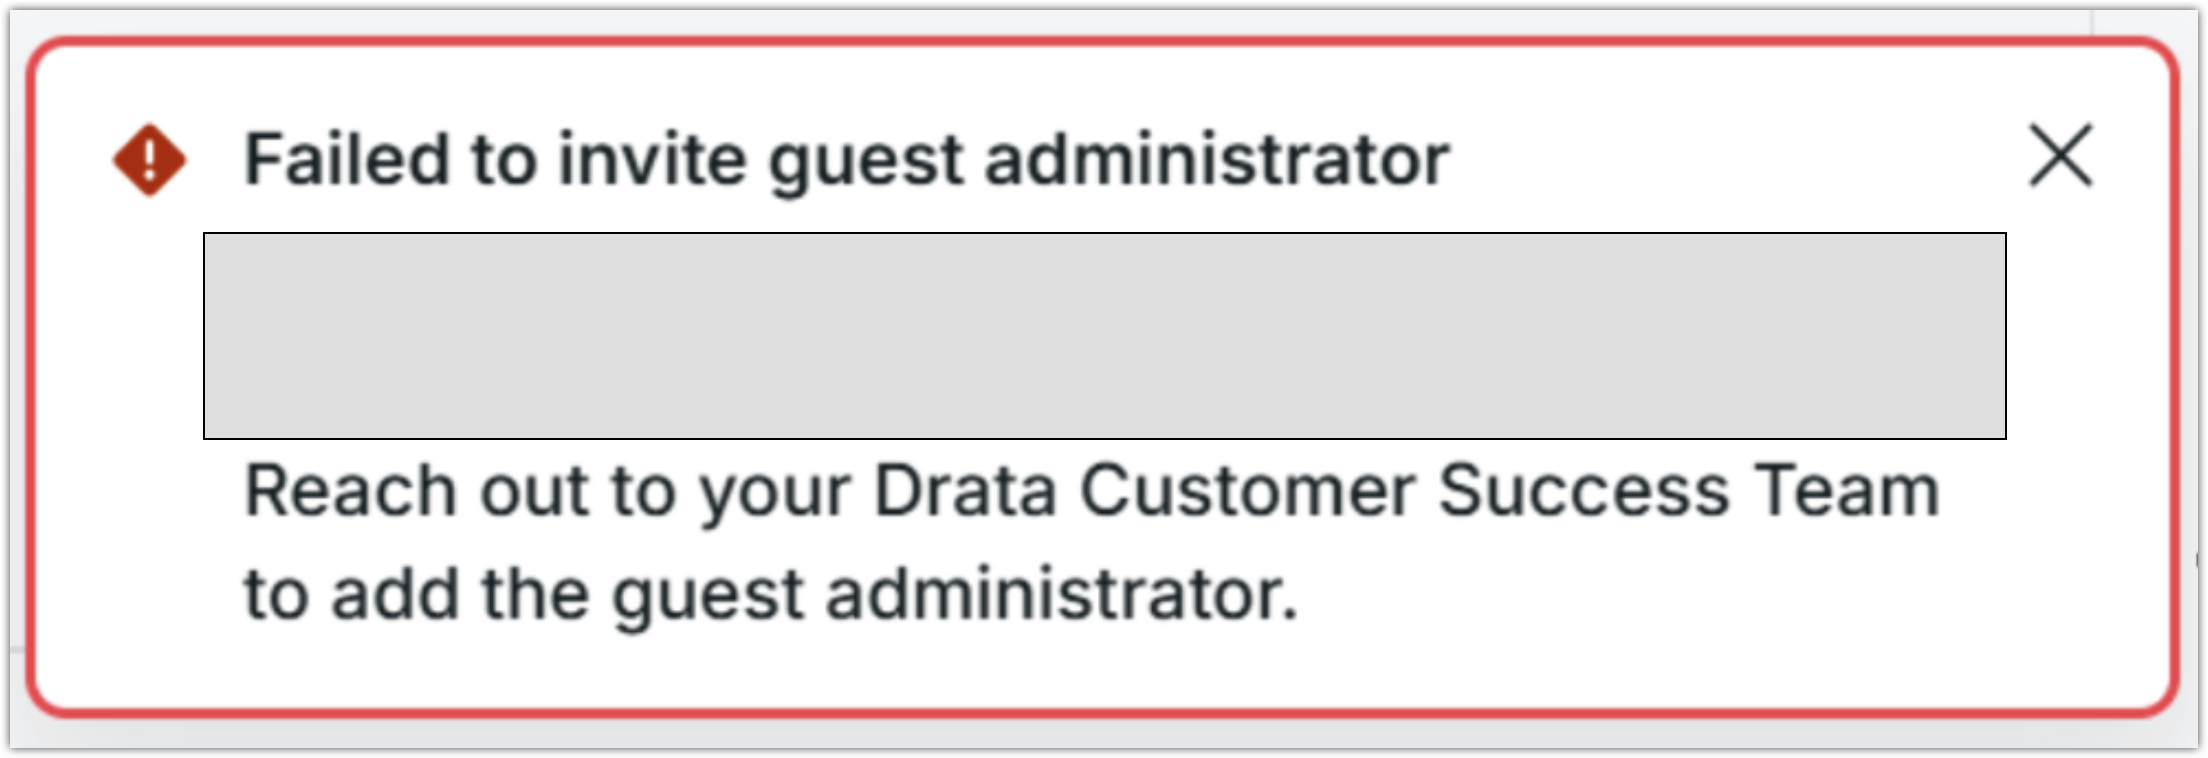 Failed to invite guest administrator
Reach out to your Drata Customer Success Team
to add the guest administrator.